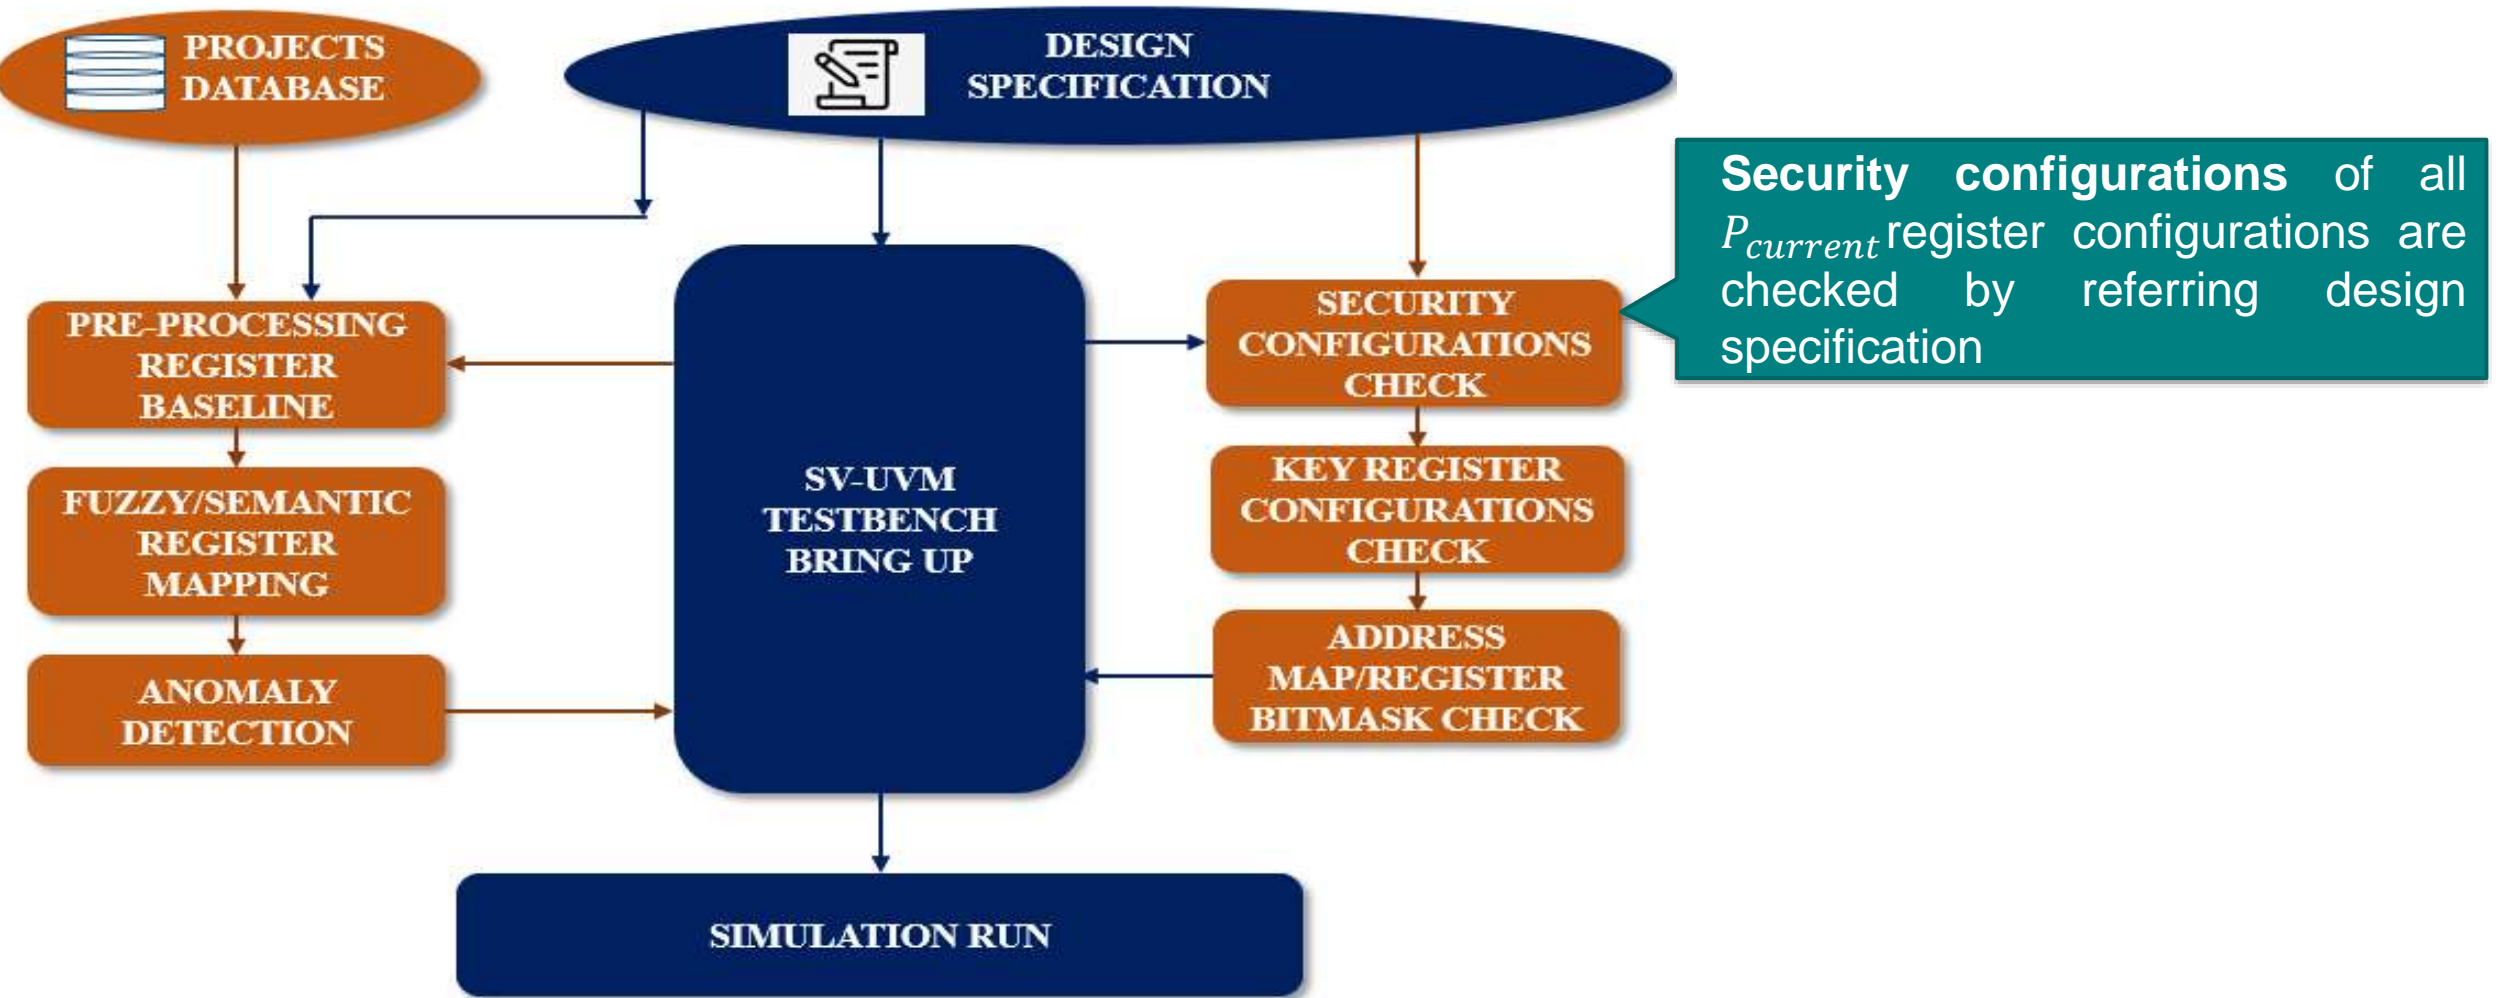 PROJECTS
DATABASE
DESIGN
SPECIFICATION
Security configurations of all
P_current register configurations are
checked by referring design
specification
PRE-PROCESSING
REGISTER
BASELINE
SECURITY
CONFIGURATIONS
CHECK
FUZZY/SEMANTIC
REGISTER
MAPPING
SV-UVM
TESTBENCH
BRING UP
KEY REGISTER
CONFIGURATIONS
CHECK
ANOMALY
DETECTION
ADDRESS
MAP/REGISTER
BITMASK CHECK
SIMULATION RUN